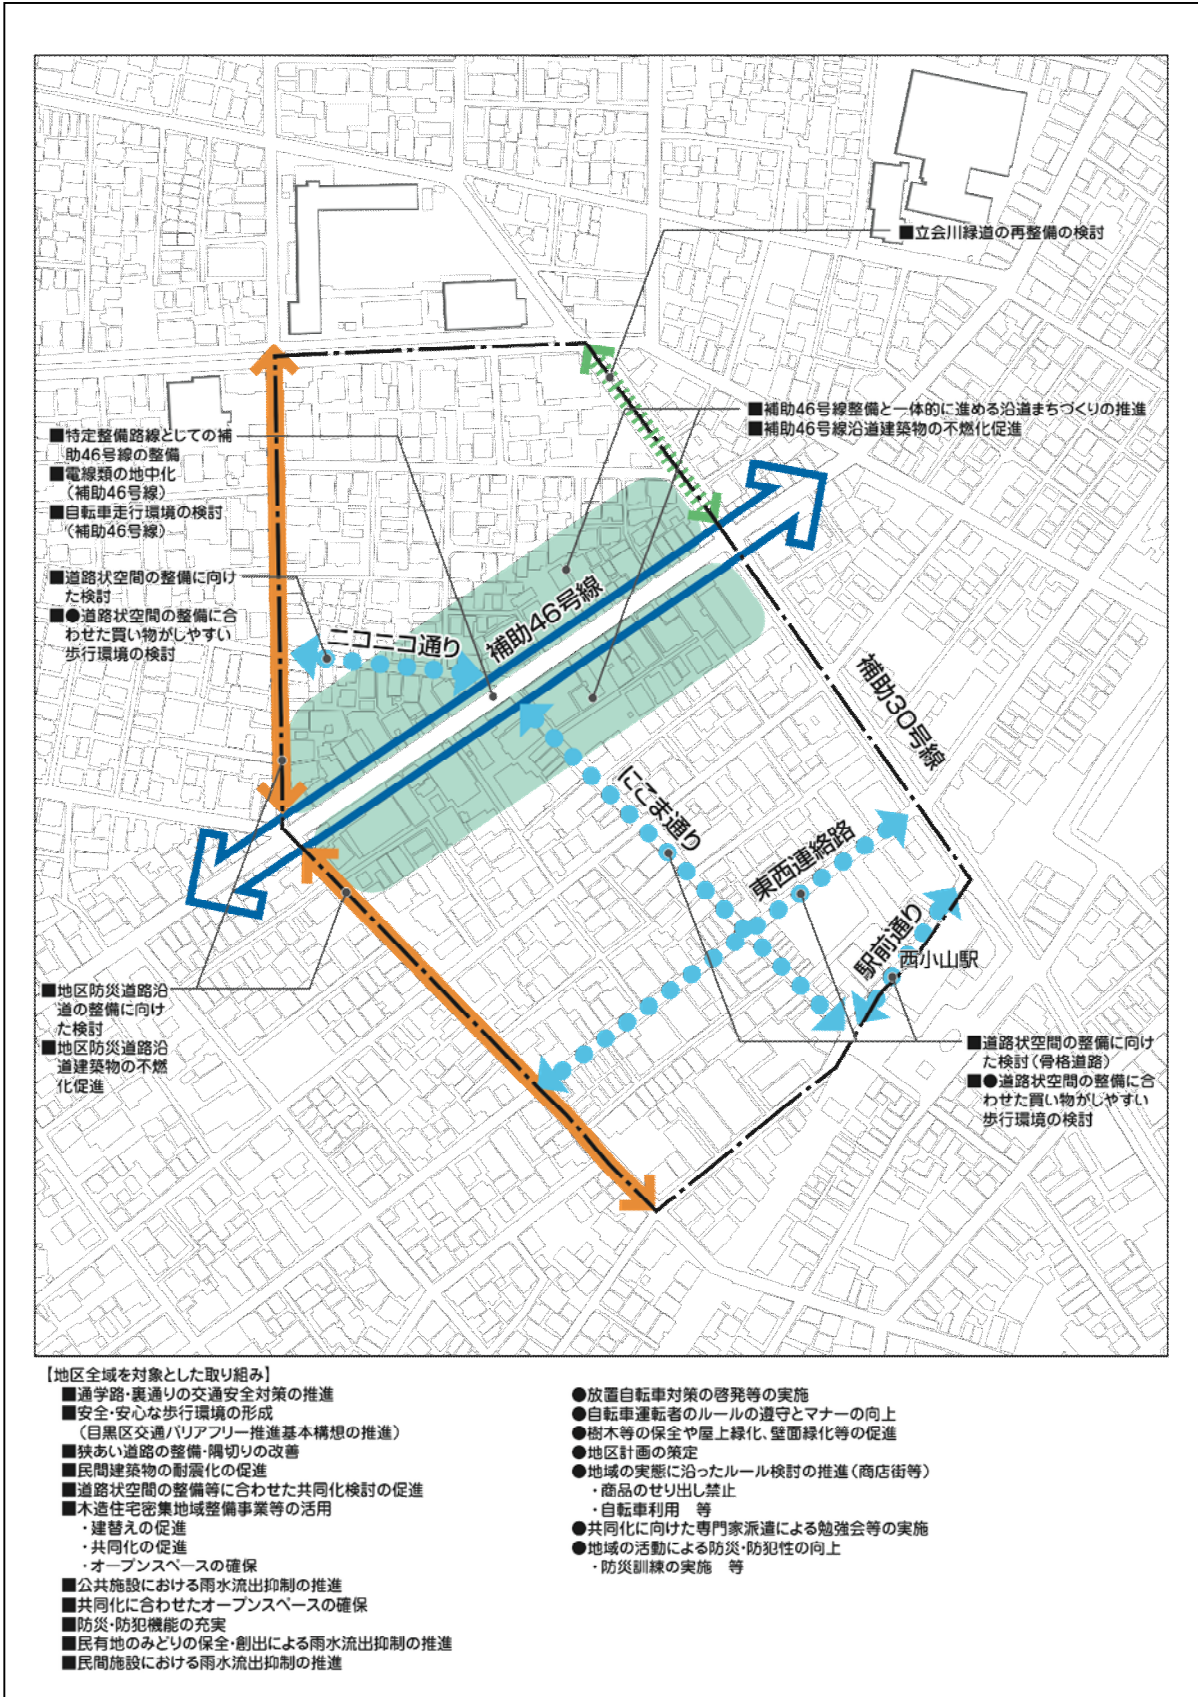 ■立会川緑道の再整備の検討
■補助46号線整備と一体的に進める沿道まちづくりの推進
■補助46号線沿道建築物の不燃化促進
■特定整備路線としての補
助46号線の整備
■電線類の地中化
（補助46号線）
■自転車走行環境の検討
（補助46号線）
■道路状空間の整備に向け
た検討
■●道路状空間の整備に合
わせた買い物がしやすい
歩行環境の検討
ニコニコ通り
補助46号線
補助30号線
にこま通り
東西連絡路
駅前通り
西小山駅
■地区防災道路沿
道の整備に向け
た検討
■地区防災道路沿
道建築物の不燃
化促進
■道路状空間の整備に向け
た検討（骨格道路）
■●道路状空間の整備に合
わせた買い物がしやすい
歩行環境の検討
【地区全域を対象とした取り組み】
■通学路・裏通りの交通安全対策の推進
■安全・安心な歩行環境の形成
（目黒区交通バリアフリー推進基本構想の推進）
■狭あい道路の整備・隅切りの改善
■民間建築物の耐震化の促進
■道路状空間の整備等に合わせた共同化検討の促進
■木造住宅密集地域整備事業等の活用
・建替えの促進
・共同化の促進
・オープンスペースの確保
■公共施設における雨水流出抑制の推進
■共同化に合わせたオープンスペースの確保
■防災・防犯機能の充実
■民有地のみどりの保全・創出による雨水流出抑制の推進
■民間施設における雨水流出抑制の推進
●放置自転車対策の啓発等の実施
●自転車運転者のルールの遵守とマナーの向上
●樹木等の保全や屋上緑化、壁面緑化等の促進
●地区計画の策定
●地域の実態に沿ったルール検討の推進（商店街等）
・商品のせり出し禁止
・自転車利用　等
●共同化に向けた専門家派遣による勉強会等の実施
●地域の活動による防災・防犯性の向上
・防災訓練の実施　等